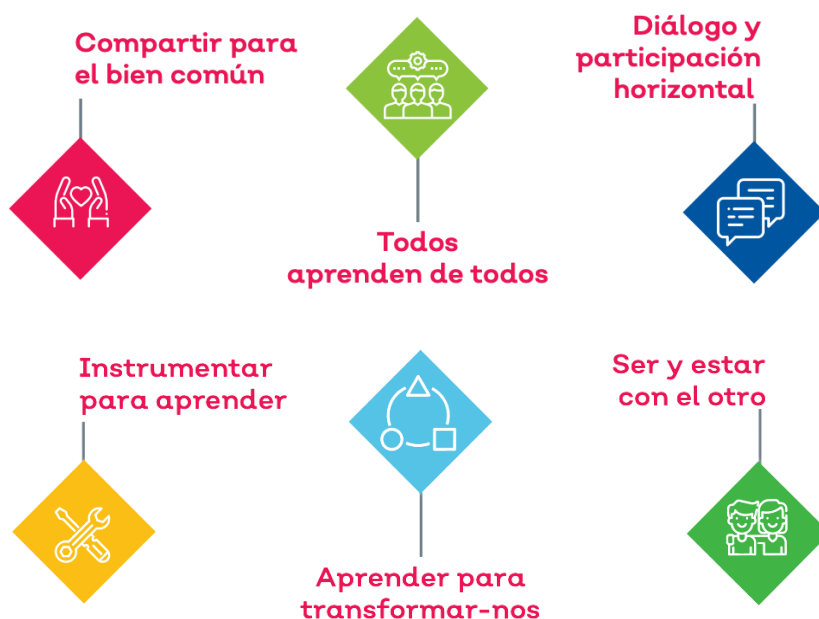 Compartir para
el bien común
Todos
aprenden de todos
Diálogo y
participación
horizontal
Instrumentar
para aprender
Aprender para
transformar-nos
Ser y estar
con el otro